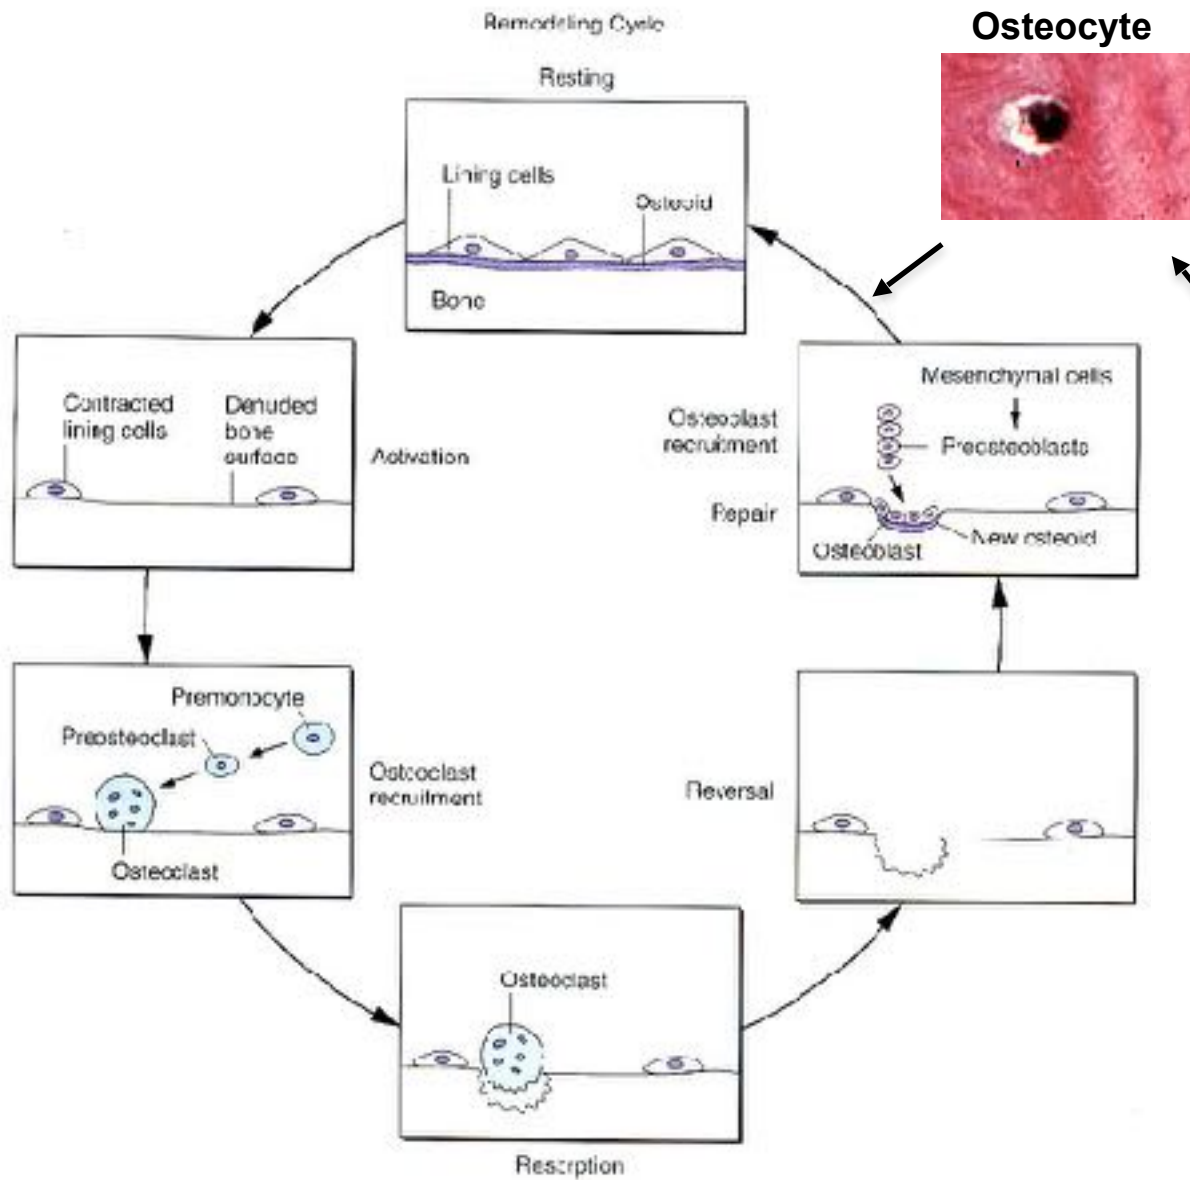 Remodeling Cycle
Osteocyte
Resting
Lining cells
Osteoid
Bone
Contracted
lining cells
Denuded
bone
surface
Activation
Premonocyte
Preosteoclast
Osteoclast
Osteoclast
recruitment
Osteoclast
Resorption
Reversal
Osteoblast
recruitment
Repair
Mesenchymal cells
Preosteoblasts
Osteoblast
New osteoid